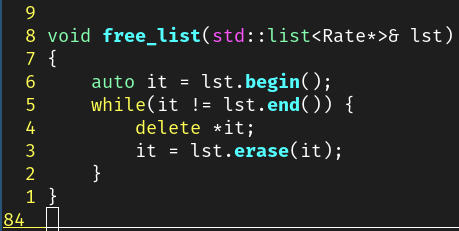 9
8 void free_list(std::list<Rate*>& lst)
7 {
6     auto it = lst.begin();
5     while(it != lst.end()) {
4         delete *it;
3         it = lst.erase(it);
2     }
1 }
84